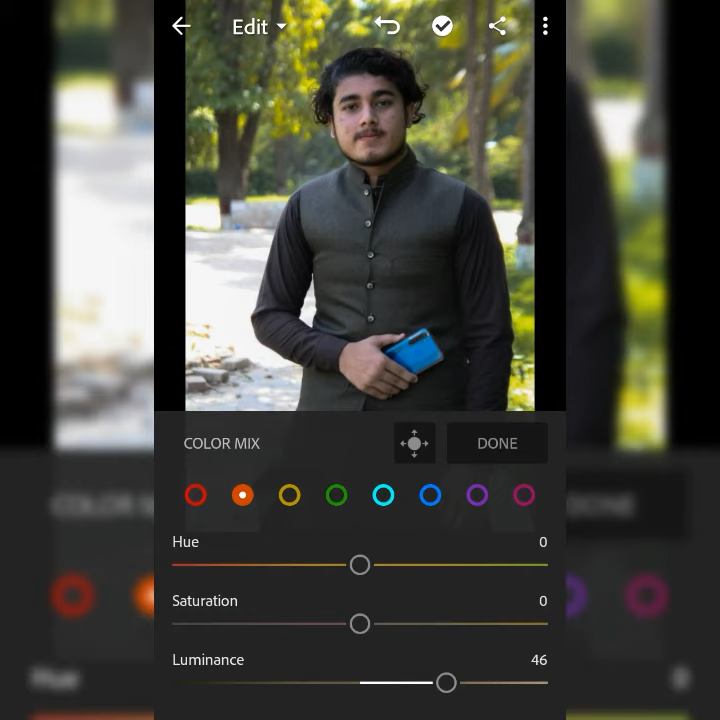 Edit
COLOR MIX
DONE
Hue 0
Saturation 0
Luminance 46